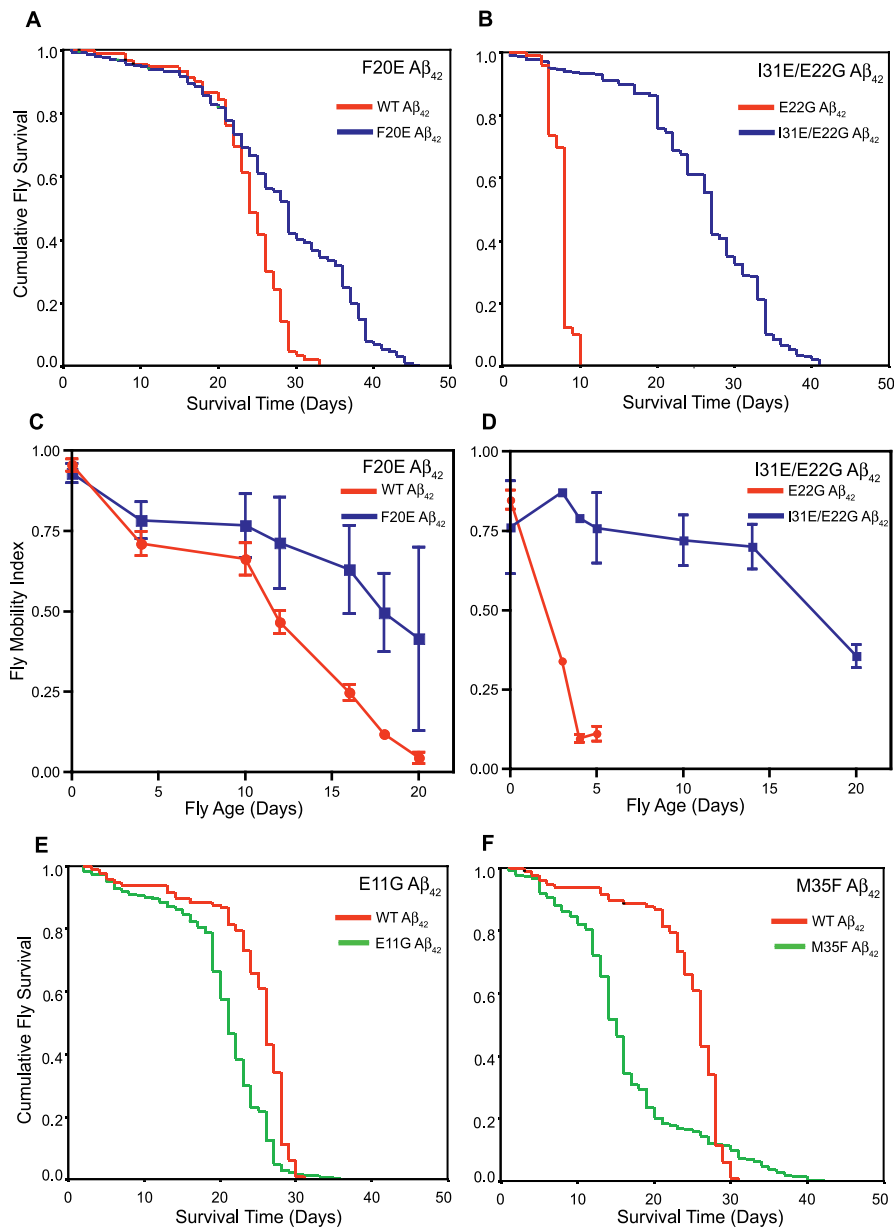 A
F20E Aβ42
WT Aβ42
F20E Aβ42
Cumulative Fly Survival
1.0
0.8
0.6
0.4
0.2
0.0
0 10 20 30 40 50
Survival Time (Days)
B
I31E/E22G Aβ42
E22G Aβ42
I31E/E22G Aβ42
1.0
0.8
0.6
0.4
0.2
0.0
0 10 20 30 40 50
Survival Time (Days)
C
F20E Aβ42
WT Aβ42
F20E Aβ42
Fly Mobility Index
1.00
0.75
0.50
0.25
0.00
0 5 10 15 20
Fly Age (Days)
D
I31E/E22G Aβ42
E22G Aβ42
I31E/E22G Aβ42
1.00
0.75
0.50
0.25
0.00
0 5 10 15 20
Fly Age (Days)
E
E11G Aβ42
WT Aβ42
E11G Aβ42
Cumulative Fly Survival
1.0
0.8
0.6
0.4
0.2
0.0
0 10 20 30 40 50
Survival Time (Days)
F
M35F Aβ42
WT Aβ42
M35F Aβ42
1.0
0.8
0.6
0.4
0.2
0.0
0 10 20 30 40 50
Survival Time (Days)